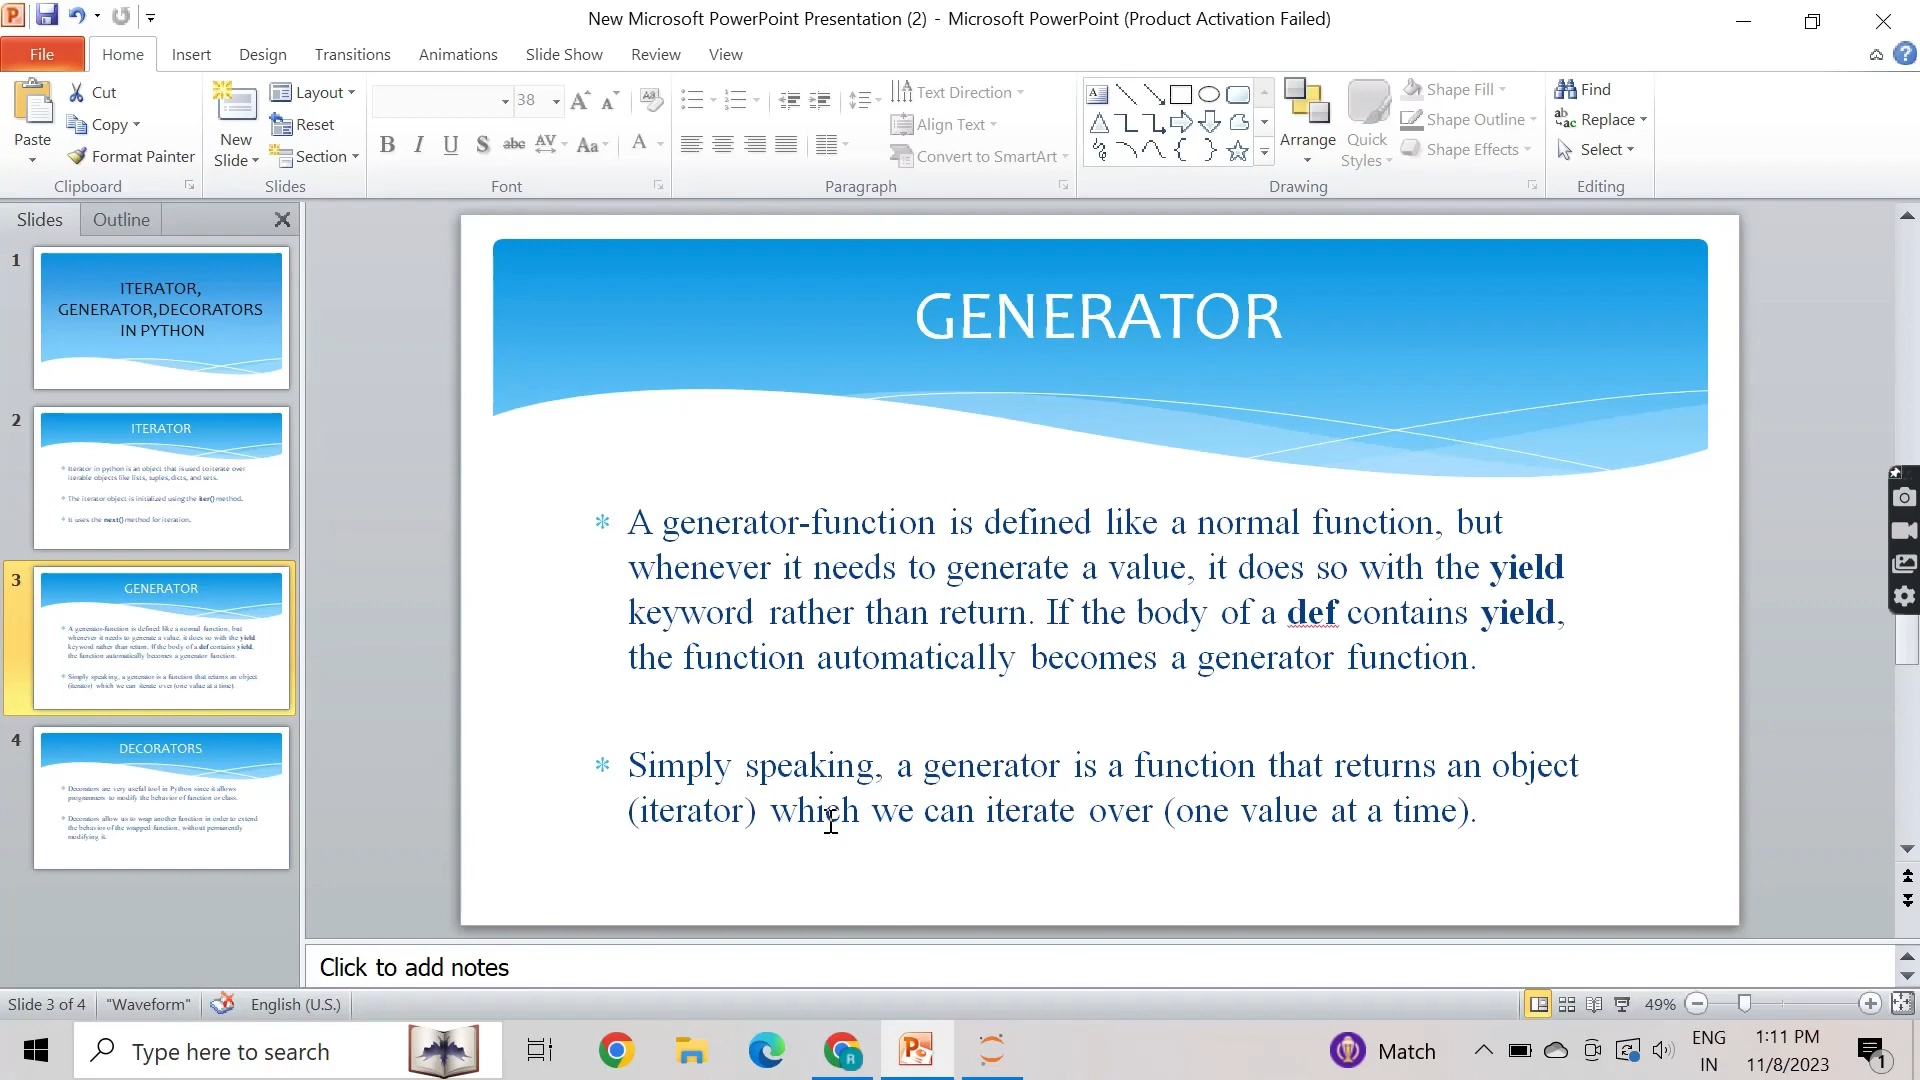 New Microsoft PowerPoint Presentation (2) - Microsoft PowerPoint (Product Activation Failed)
File Home Insert Design Transitions Animations Slide Show Review View
Cut
Copy
Format Painter
Paste
Clipboard
New
Slide
Layout
Reset
Section
Slides
38
B I U S abc AV Aa A
Font
Text Direction
Align Text
Convert to SmartArt
Paragraph
Arrange
Quick
Styles
Shape Fill
Shape Outline
Shape Effects
Drawing
Find
Replace
Select
Editing
Slides Outline
1
ITERATOR,
GENERATOR,DECORATORS
IN PYTHON
2
ITERATOR
* Iterator in python is an object that is used to iterate over
iterable objects like lists, tuples, dicts, and sets.
* The iterator object is initialized using the iter() method.
* It uses the next() method for iteration.
3
GENERATOR
* A generator-function is defined like a normal function, but
whenever it needs to generate a value, it does so with the yield
keyword rather than return. If the body of a def contains yield,
the function automatically becomes a generator function.
* Simply speaking, a generator is a function that returns an object
(iterator) which we can iterate over (one value at a time).
4
DECORATORS
* Decorators are very useful tool in Python since it allows
programmers to modify the behavior of function or class.
* Decorators allow us to wrap another function in order to extend
the behavior of the wrapped function, without permanently
modifying it.
GENERATOR
* A generator-function is defined like a normal function, but
whenever it needs to generate a value, it does so with the yield
keyword rather than return. If the body of a def contains yield,
the function automatically becomes a generator function.
* Simply speaking, a generator is a function that returns an object
(iterator) which we can iterate over (one value at a time).
Click to add notes
Slide 3 of 4 "Waveform" English (U.S.) 49%
Type here to search
Match
ENG
IN
1:11 PM
11/8/2023
1